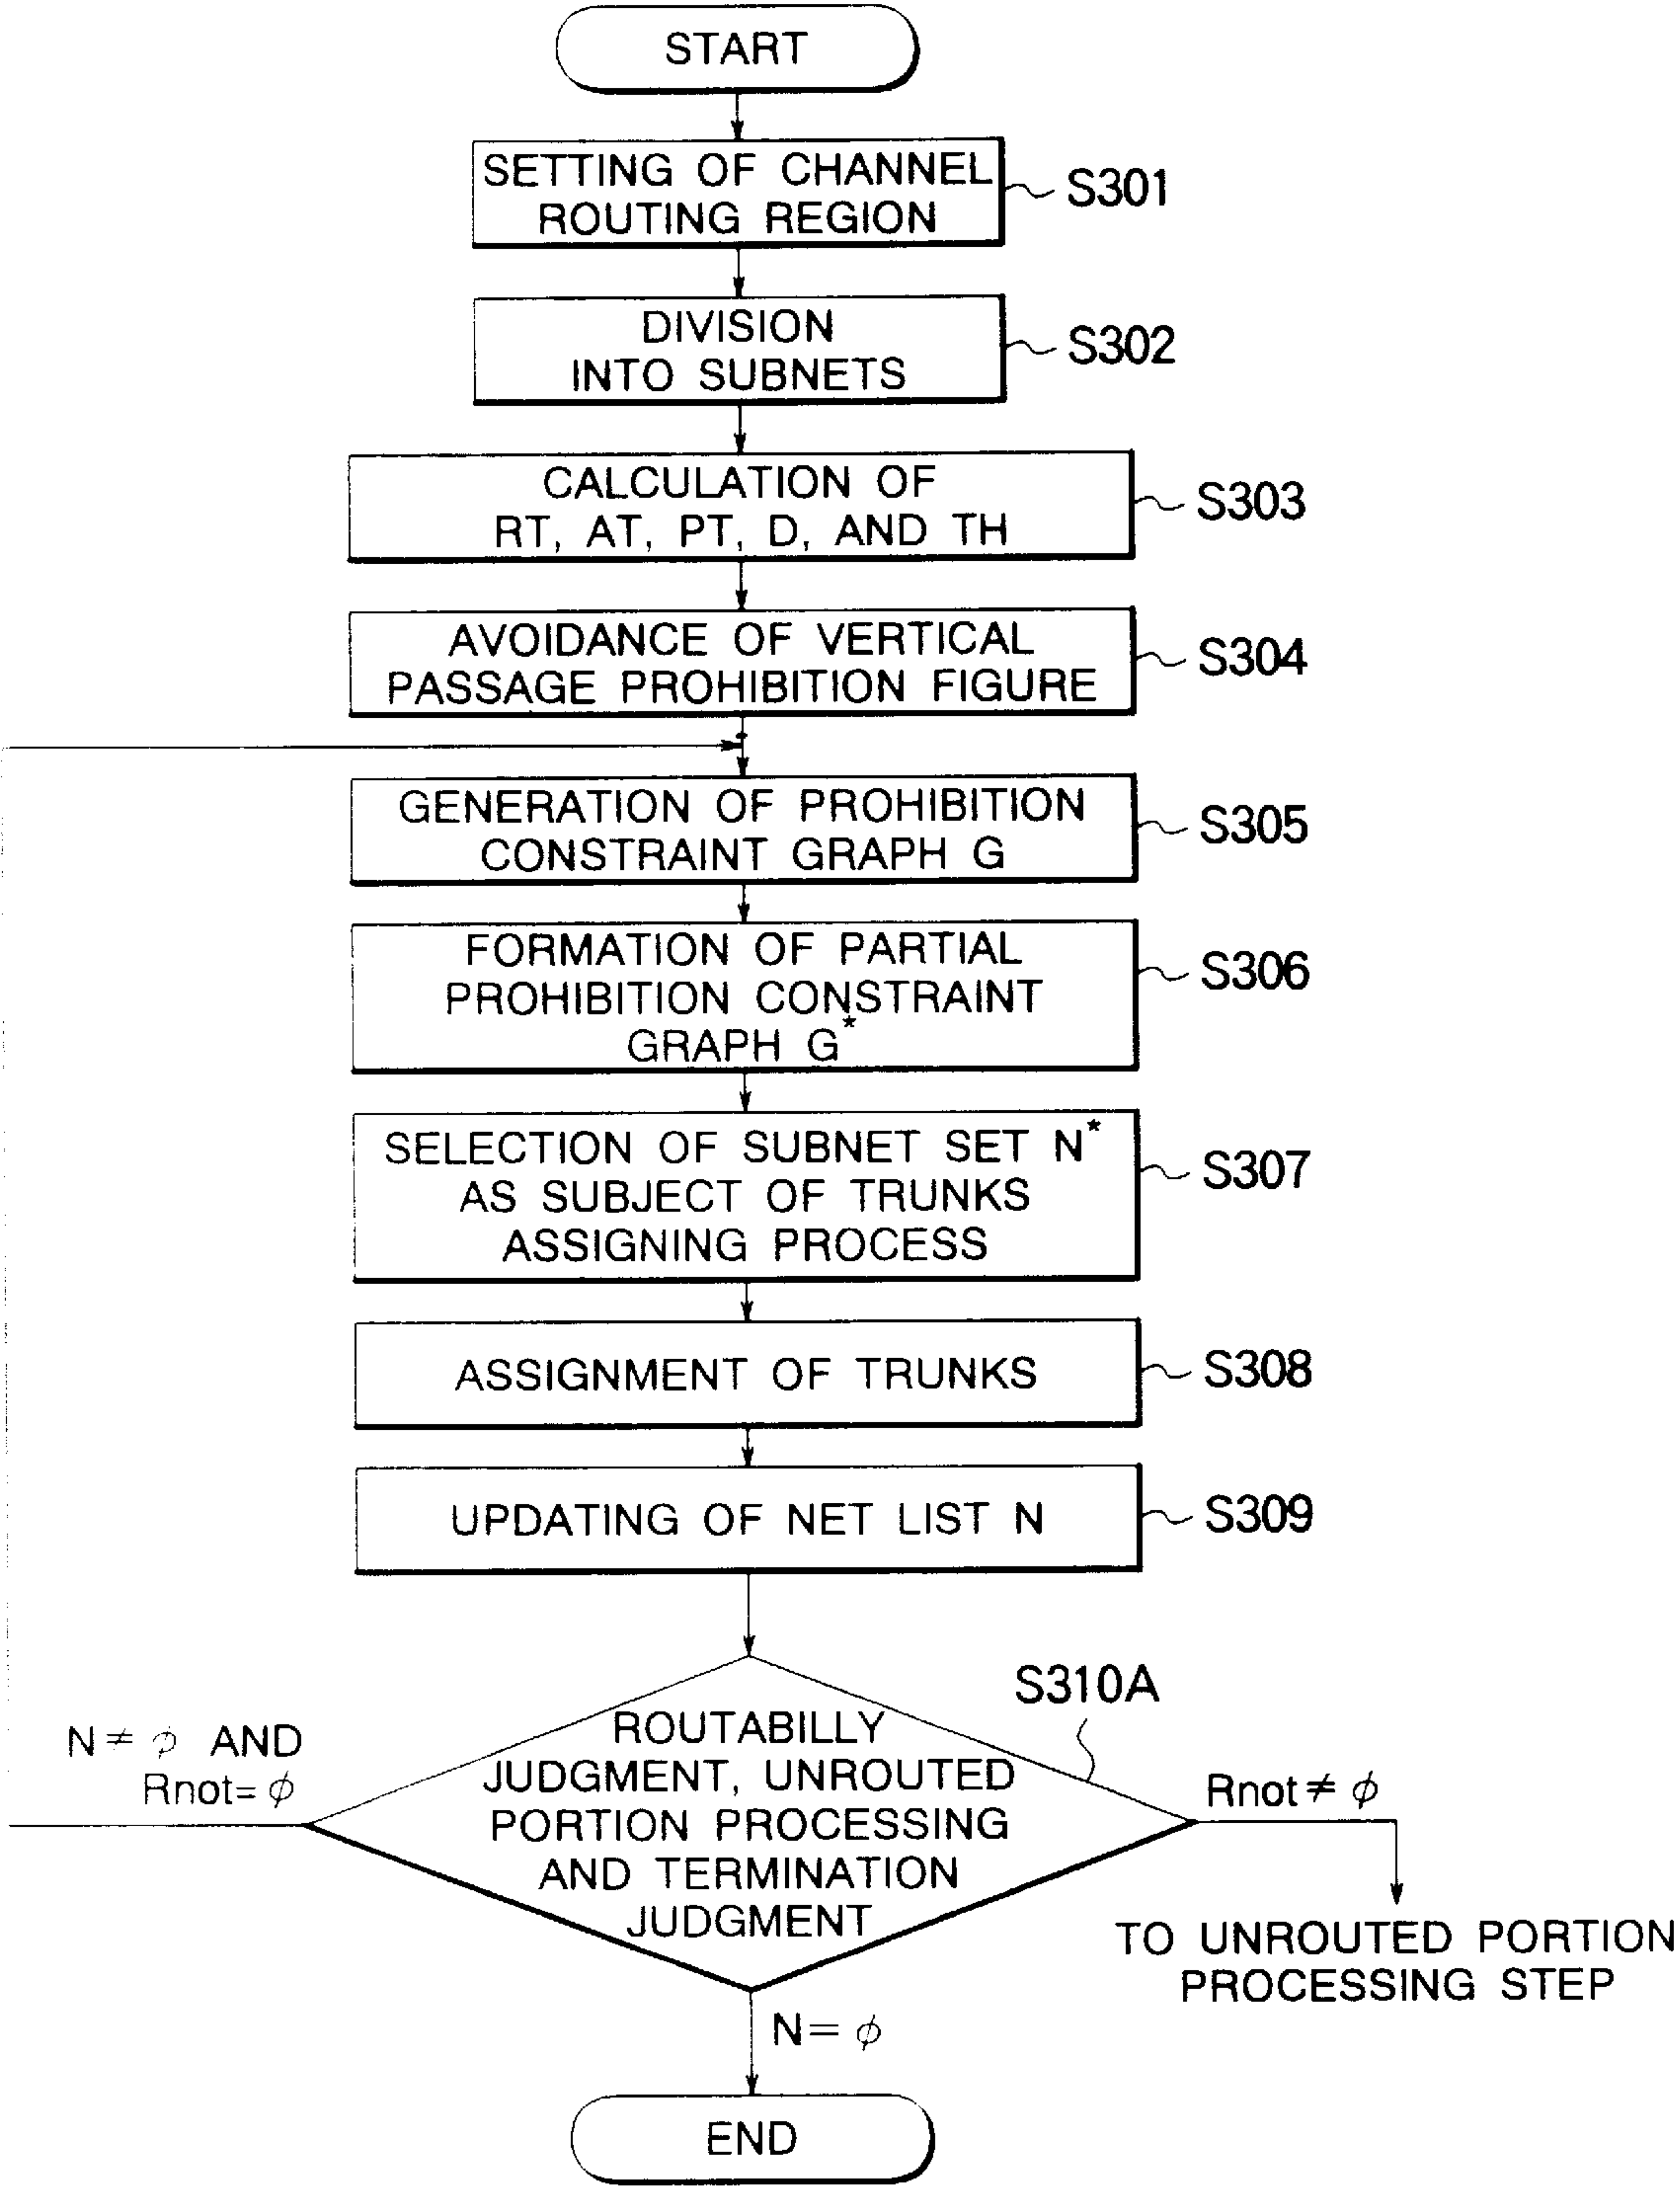 START
SETTING OF CHANNEL
ROUTING REGION
S301
DIVISION
INTO SUBNETS
S302
CALCULATION OF
RT, AT, PT, D, AND TH
S303
AVOIDANCE OF VERTICAL
PASSAGE PROHIBITION FIGURE
S304
GENERATION OF PROHIBITION
CONSTRAINT GRAPH G
S305
FORMATION OF PARTIAL
PROHIBITION CONSTRAINT
GRAPH G*
S306
SELECTION OF SUBNET SET N*
AS SUBJECT OF TRUNKS
ASSIGNING PROCESS
S307
ASSIGNMENT OF TRUNKS
S308
UPDATING OF NET LIST N
S309
S310A
ROUTABILLY
JUDGMENT, UNROUTED
PORTION PROCESSING
AND TERMINATION
JUDGMENT
N ≠ ϕ AND
Rnot = ϕ
Rnot ≠ ϕ
TO UNROUTED PORTION
PROCESSING STEP
N = ϕ
END